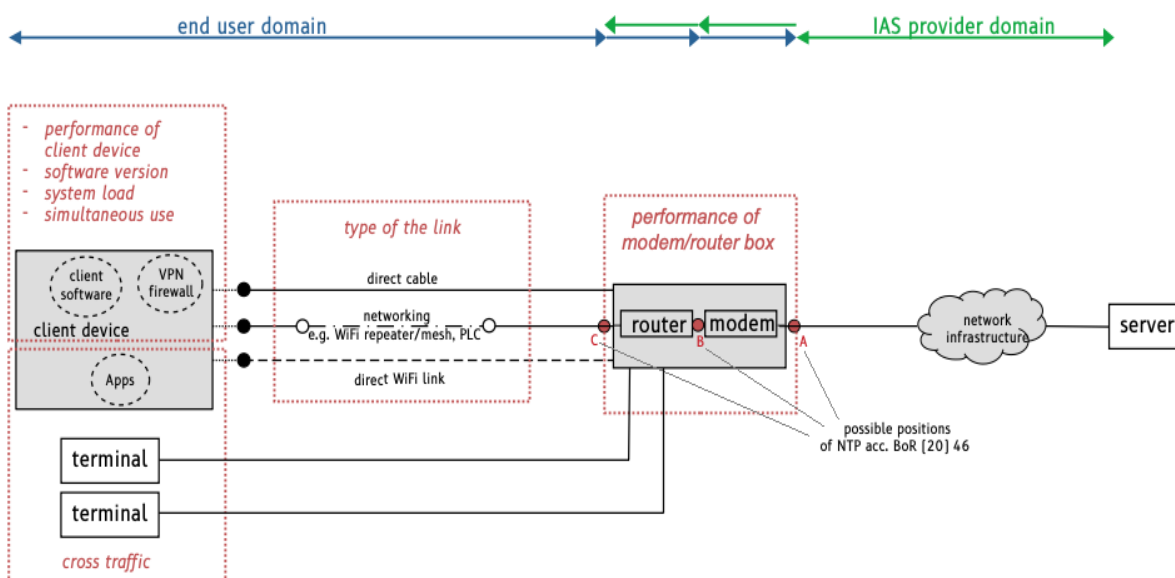 end user domain
IAS provider domain
- performance of
client device
- software version
- system load
- simultaneous use
type of the link
performance of
modem/router box
client
software
VPN
firewall
client device
Apps
direct cable
networking
e.g. WiFi repeater/mesh, PLC
direct WiFi link
router
modem
C
B
A
network
infrastructure
server
possible positions
of NTP acc. BoR (20) 46
terminal
terminal
cross traffic